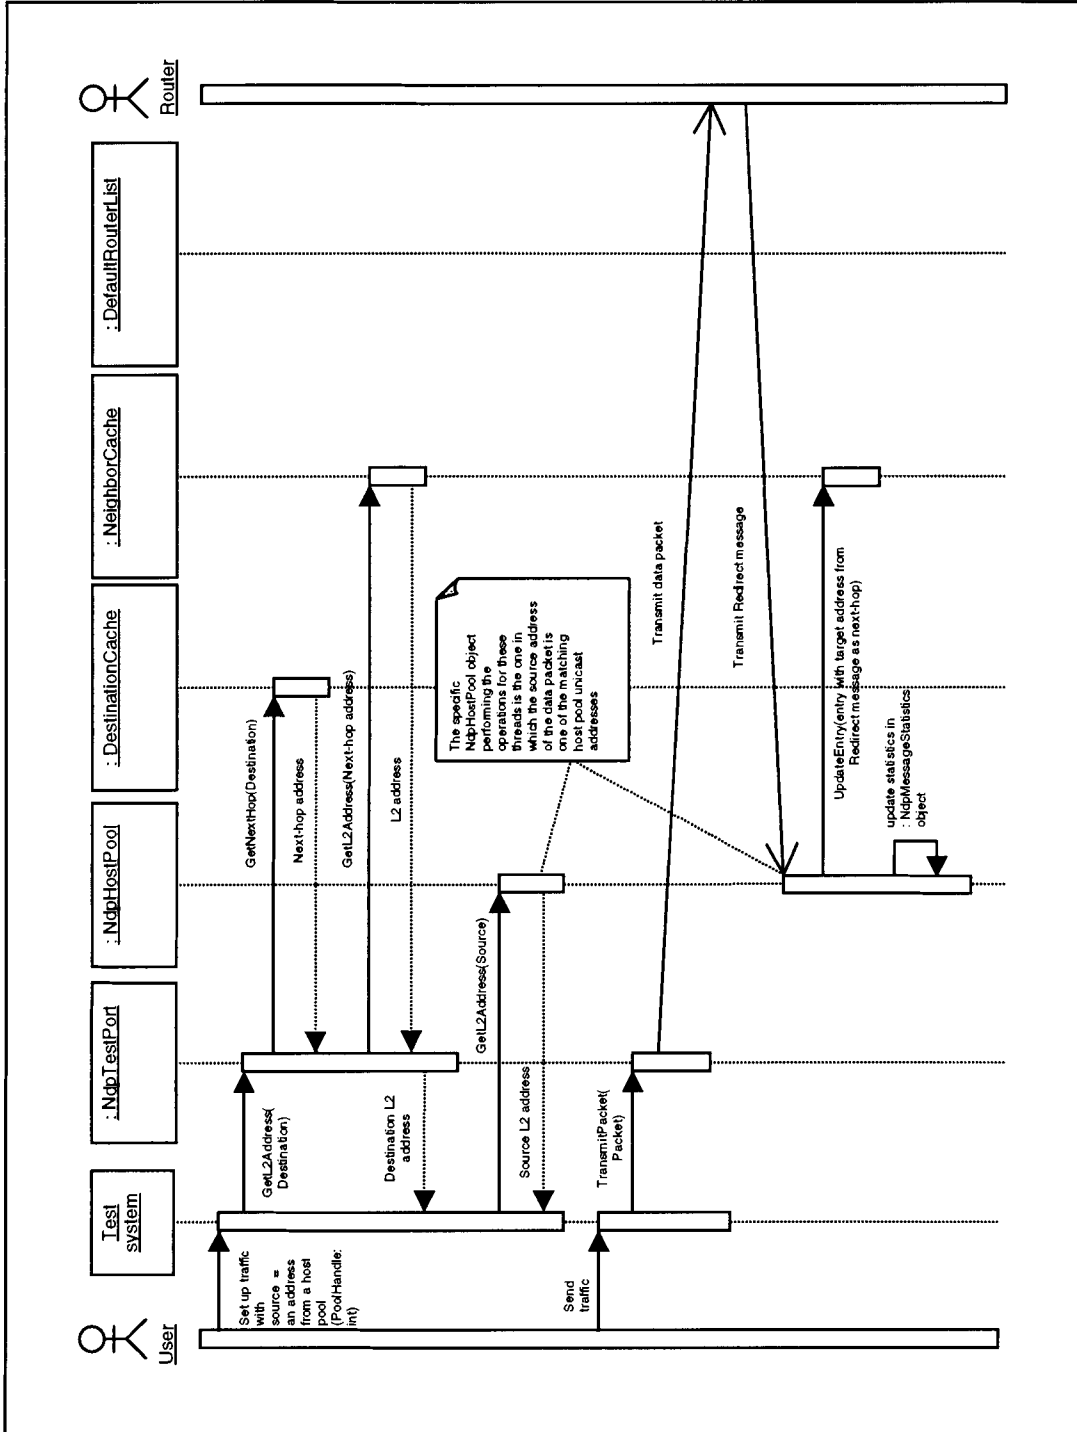 User
Test
system
: NdpTestPort
: NdpHostPool
: DestinationCache
: NeighborCache
: DefaultRouterList
Router
Set up traffic
with
source =
an address
from a host
pool
(PoolHandle:
int)
GetL2Address(
Destination)
GetNextHop(Destination)
Next-hop address
GetL2Address(Next-hop address)
L2 address
Destination L2
address
GetL2Address(Source)
Source L2 address
The specific
NdpHostPool object
performing the
operations for these
threads is the one in
which the source address
of the data packet is
one of the matching
host pool unicast
addresses
Send
traffic
TransmitPacket(
Packet)
Transmit data packet
Transmit Redirect message
UpdateEntry(entry with target address from
Redirect message as next-hop)
update statistics in
: NdpMessageStatistics
object